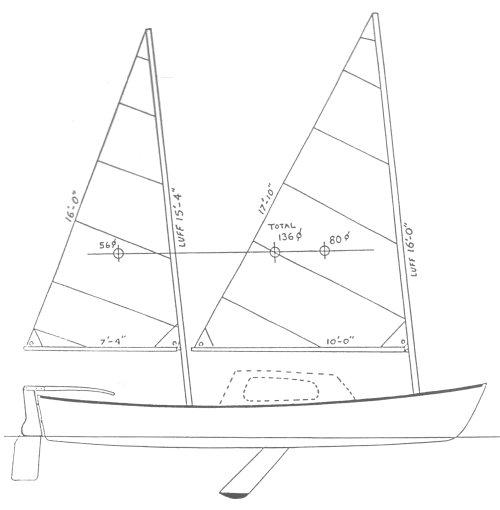 16'-0"
LUFF 15'-4"
56⌀
7'-4"
17'-10"
TOTAL
136⌀
80⌀
LUFF 16'-0"
10'-0"